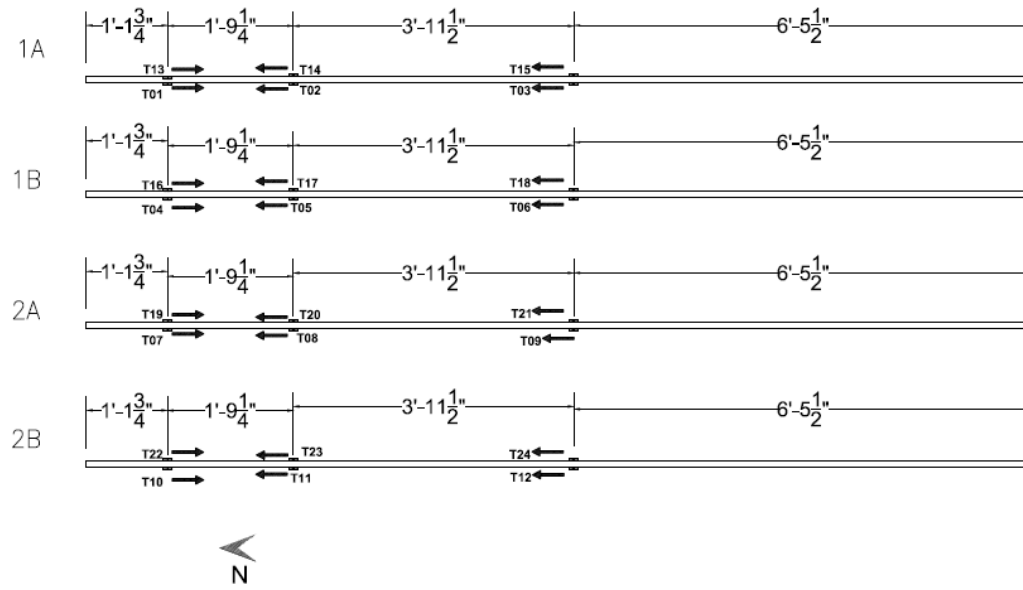 1'-1 3/4" 1'-9 1/4" 3'-11 1/2" 6'-5 1/2"
1A
T13 T14 T15
T01 T02 T03
1'-1 3/4" 1'-9 1/4" 3'-11 1/2" 6'-5 1/2"
1B
T16 T17 T18
T04 T05 T06
1'-1 3/4" 1'-9 1/4" 3'-11 1/2" 6'-5 1/2"
2A
T19 T20 T21
T07 T08 T09
1'-1 3/4" 1'-9 1/4" 3'-11 1/2" 6'-5 1/2"
2B
T22 T23 T24
T10 T11 T12
N